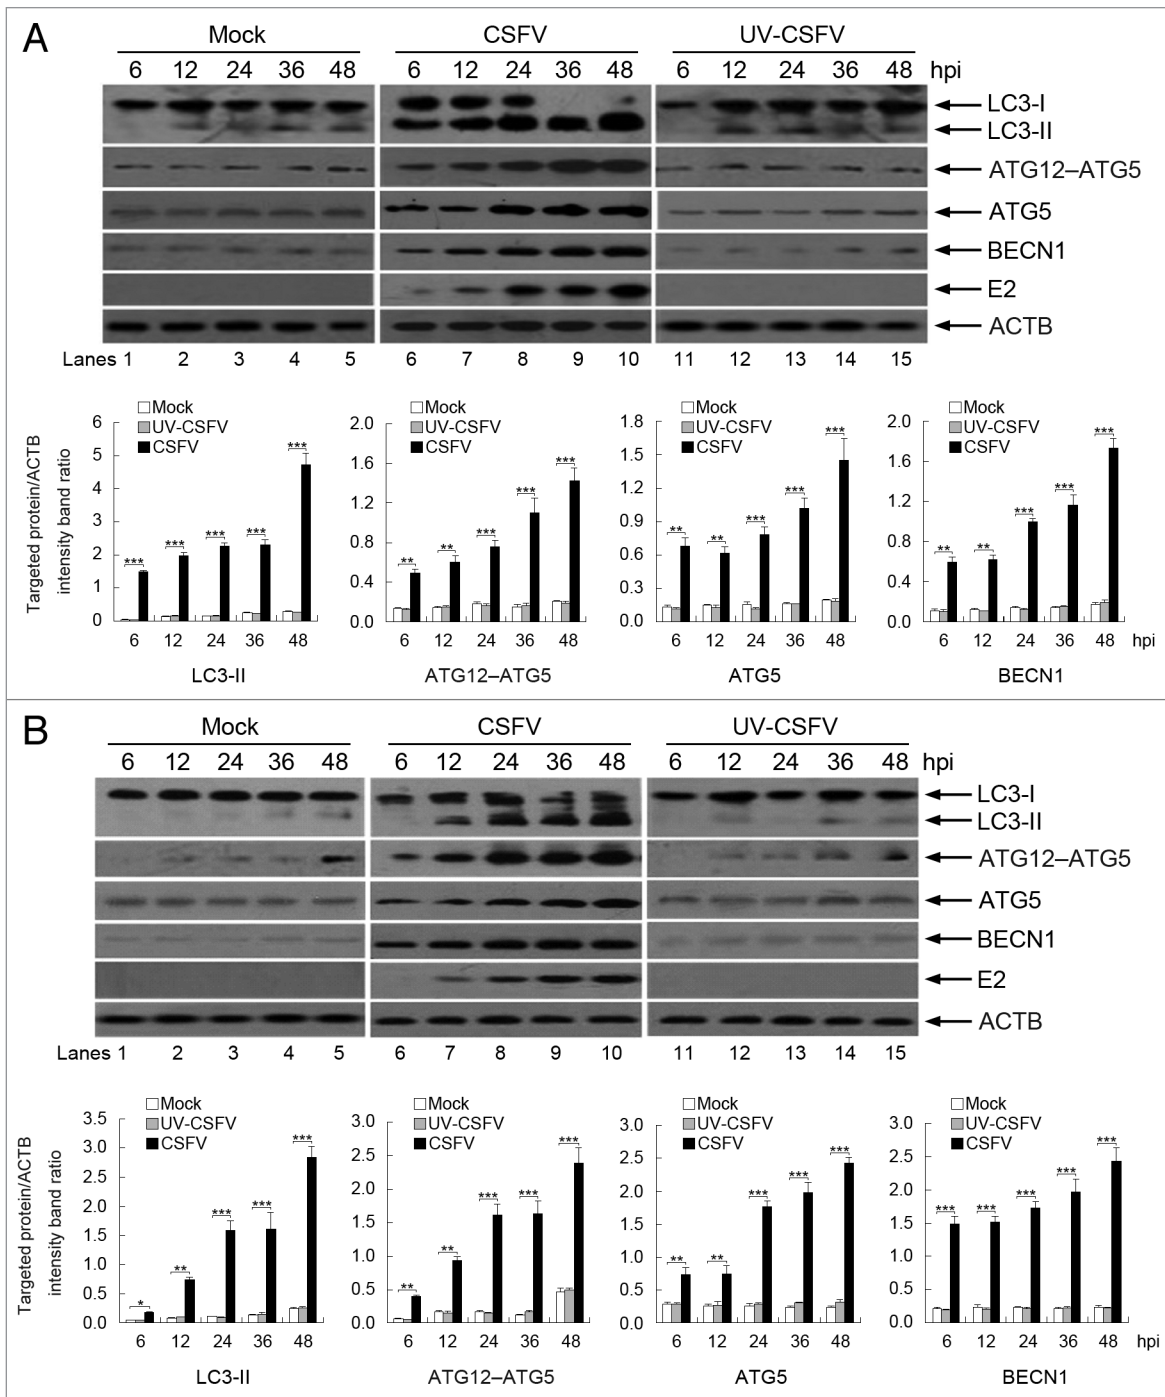 A
Mock CSFV UV-CSFV
6 12 24 36 48 6 12 24 36 48 6 12 24 36 48 hpi
LC3-I
LC3-II
ATG12–ATG5
ATG5
BECN1
E2
ACTB
Lanes 1 2 3 4 5 6 7 8 9 10 11 12 13 14 15
Targeted protein/ACTB
intensity band ratio
Mock
UV-CSFV
CSFV
6
5
4
3
2
1
0
*** *** *** *** ***
6 12 24 36 48
LC3-II
Mock
UV-CSFV
CSFV
2.0
1.6
1.2
0.8
0.4
0.0
** ** *** *** ***
6 12 24 36 48
ATG12–ATG5
Mock
UV-CSFV
CSFV
1.8
1.5
1.2
0.9
0.6
0.3
0.0
** ** *** *** ***
6 12 24 36 48
ATG5
Mock
UV-CSFV
CSFV
2.0
1.6
1.2
0.8
0.4
0.0
** ** *** *** ***
6 12 24 36 48 hpi
BECN1
B
Mock CSFV UV-CSFV
6 12 24 36 48 6 12 24 36 48 6 12 24 36 48 hpi
LC3-I
LC3-II
ATG12–ATG5
ATG5
BECN1
E2
ACTB
Lanes 1 2 3 4 5 6 7 8 9 10 11 12 13 14 15
Targeted protein/ACTB
intensity band ratio
Mock
UV-CSFV
CSFV
3.5
3.0
2.5
2.0
1.5
1.0
0.5
0.0
* ** *** *** ***
6 12 24 36 48
LC3-II
Mock
UV-CSFV
CSFV
3.0
2.5
2.0
1.5
1.0
0.5
0.0
** ** *** *** ***
6 12 24 36 48
ATG12–ATG5
Mock
UV-CSFV
CSFV
3.0
2.5
2.0
1.5
1.0
0.5
0.0
** ** *** *** ***
6 12 24 36 48
ATG5
Mock
UV-CSFV
CSFV
3.0
2.5
2.0
1.5
1.0
0.5
0.0
*** *** *** *** ***
6 12 24 36 48 hpi
BECN1